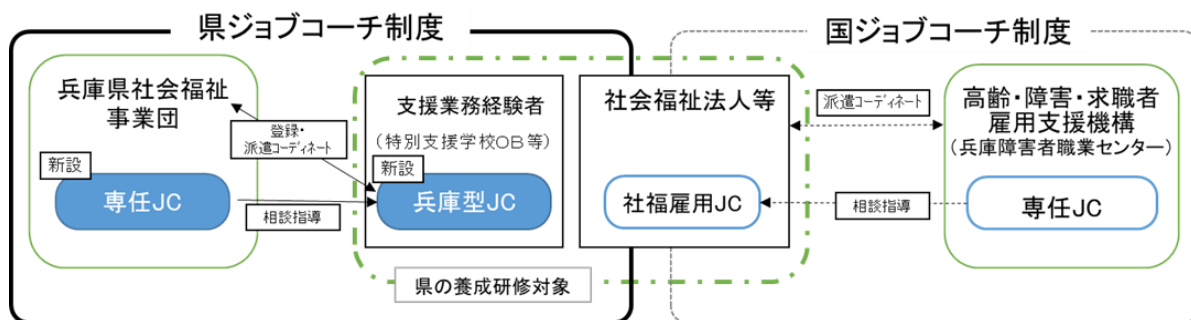 県ジョブコーチ制度
国ジョブコーチ制度
兵庫県社会福祉
事業団
新設
専任JC
登録・
派遣コーディネート
相談指導
支援業務経験者
(特別支援学校OB等)
新設
兵庫型JC
社会福祉法人等
社福雇用JC
派遣コーディネート
相談指導
高齢・障害・求職者
雇用支援機構
(兵庫障害者職業センター)
専任JC
県の養成研修対象